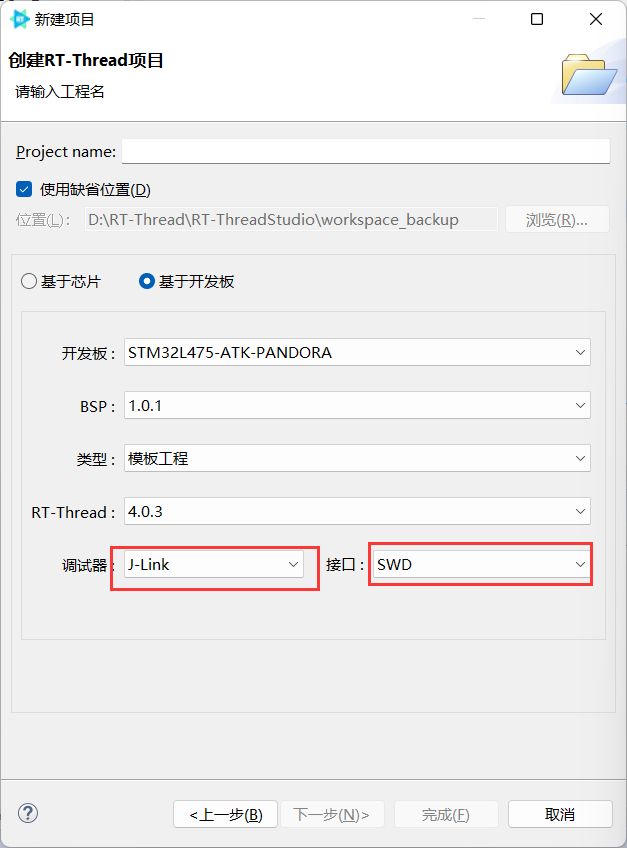 RT 新建项目
创建RT-Thread项目
请输入工程名
Project name:
使用缺省位置(D)
位置(L): D:\RT-Thread\RT-ThreadStudio\workspace_backup 浏览(R)...
基于芯片 基于开发板
开发板: STM32L475-ATK-PANDORA
BSP: 1.0.1
类型: 模板工程
RT-Thread: 4.0.3
调试器: J-Link 接口: SWD
? <上一步(B) 下一步(N)> 完成(F) 取消